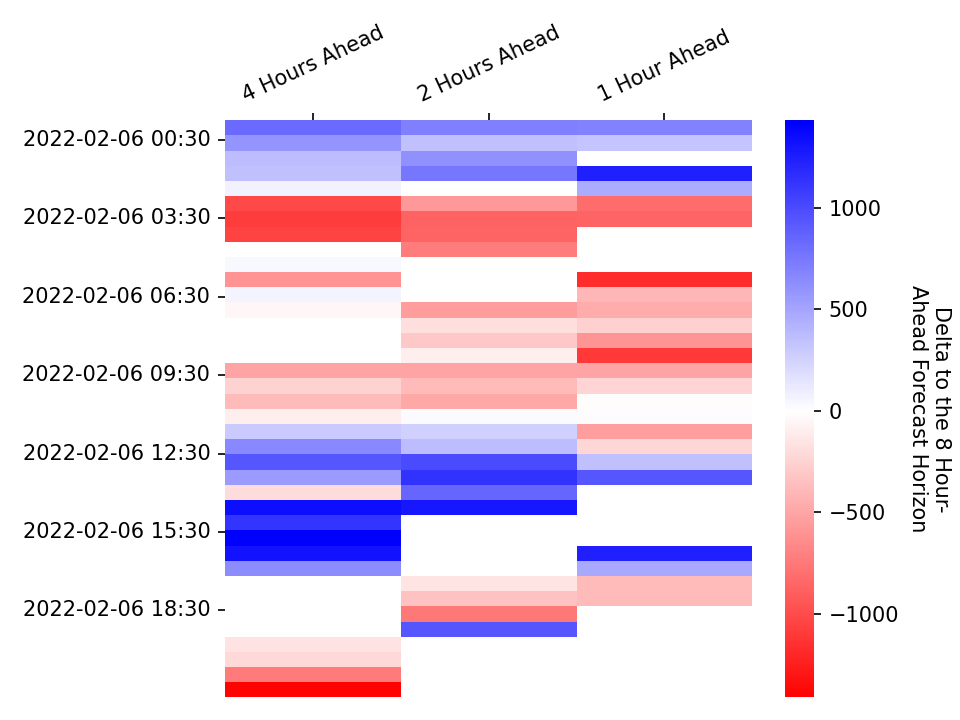 4 Hours Ahead
2 Hours Ahead
1 Hour Ahead
2022-02-06 00:30
2022-02-06 03:30
2022-02-06 06:30
2022-02-06 09:30
2022-02-06 12:30
2022-02-06 15:30
2022-02-06 18:30
1000
500
0
−500
−1000
Delta to the 8 Hour-
Ahead Forecast Horizon